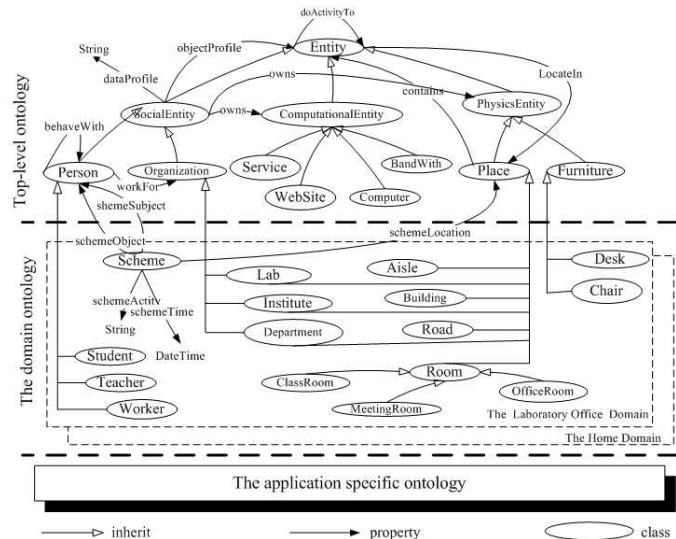 doActivityTo
String
objectProfile
Entity
dataProfile
owns
LocateIn
contains
SocialEntity
owns
ComputationalEntity
PhysicsEntity
behaveWith
Top-level ontology
Person
Organization
Service
BandWith
Place
Furniture
workFor
WebSite
Computer
shemeSubject
schemeObject
schemeLocation
Scheme
Desk
Lab
Aisle
schemeActit
schemeTime
Institute
Building
Chair
String
Department
Road
The domain ontology
DateTime
Student
Room
Teacher
ClassRoom
OfficeRoom
Worker
MeetingRoom
The Laboratory Office Domain
The Home Domain
The application specific ontology
inherit
property
class